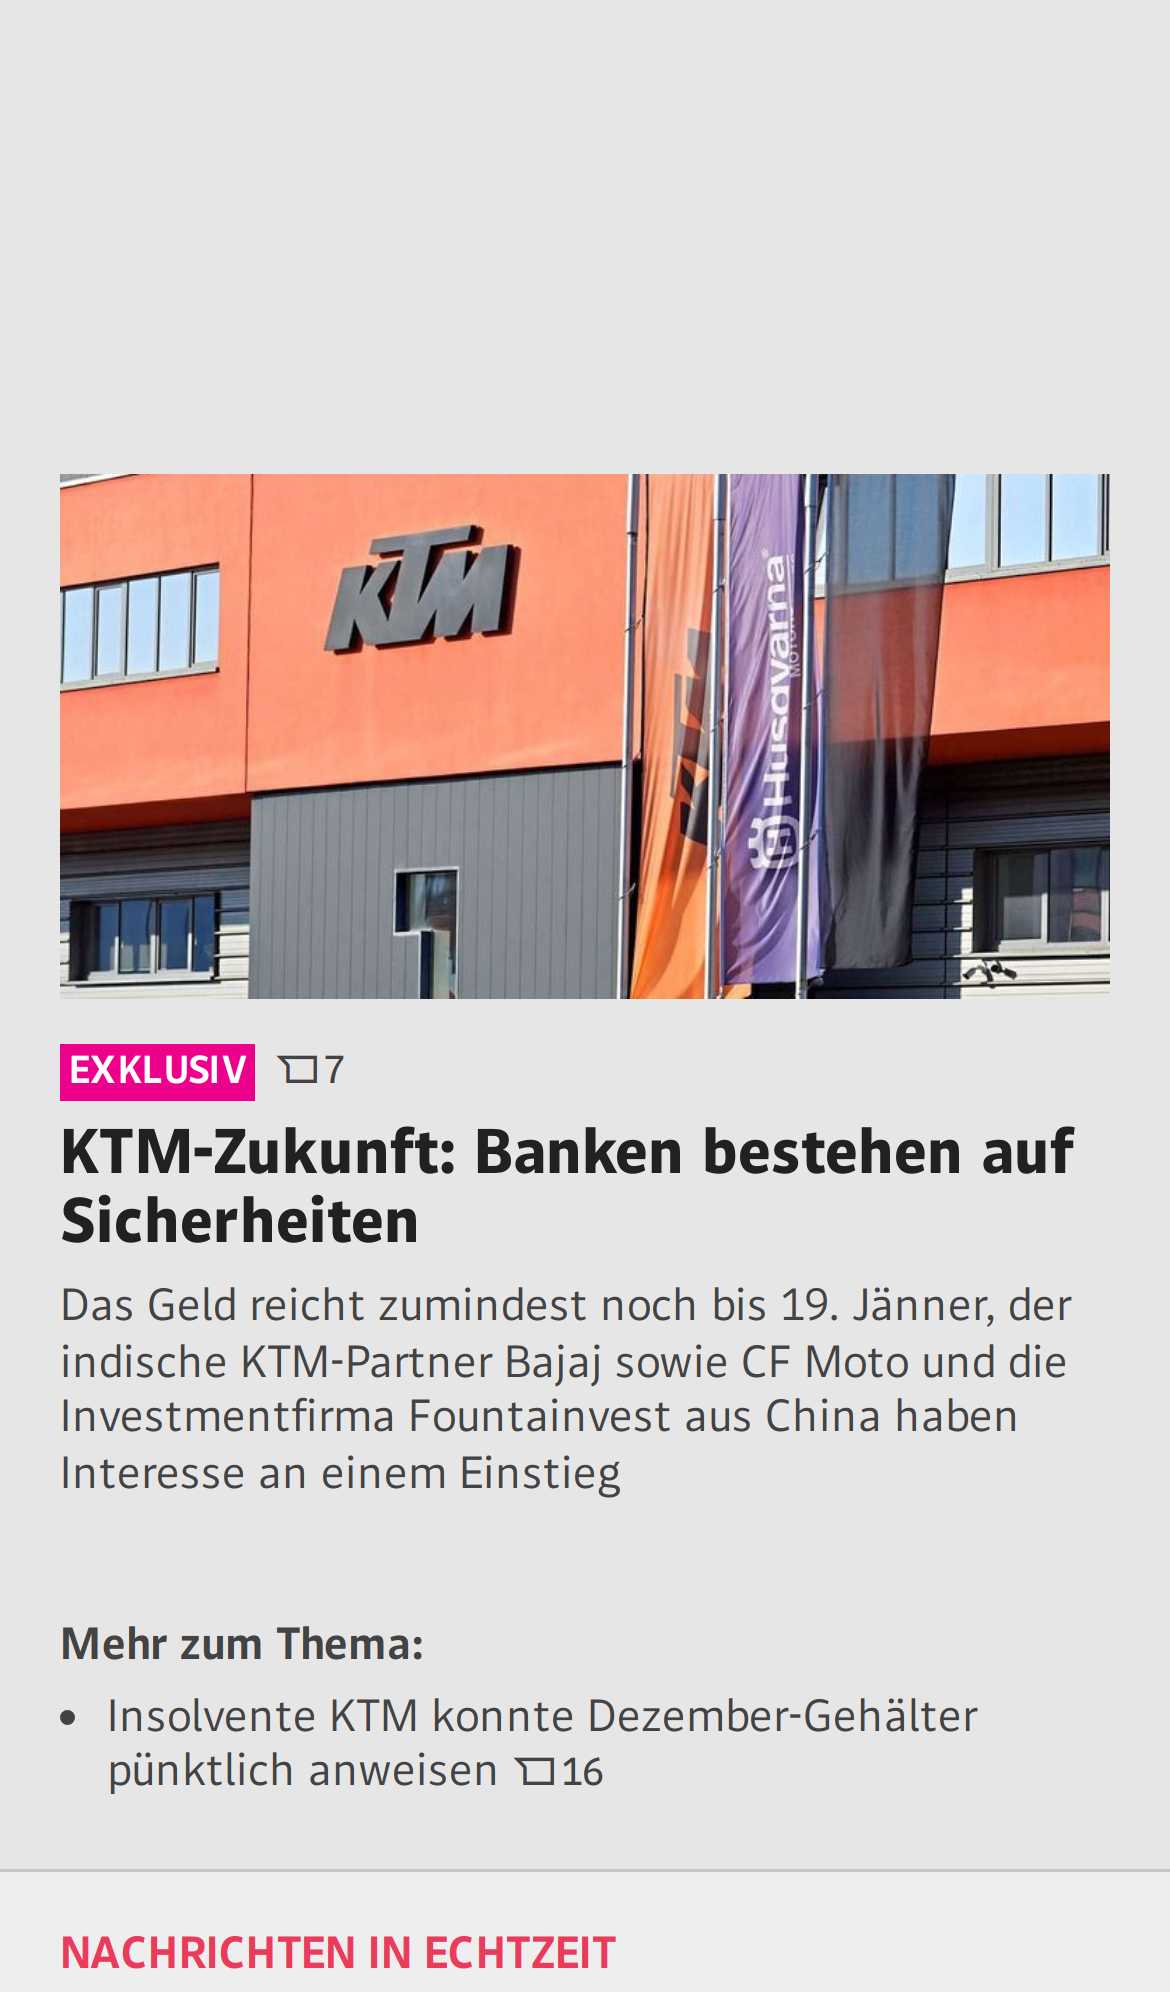 KTM
KTM
Husqvarna
EXKLUSIV 7
KTM-Zukunft: Banken bestehen auf
Sicherheiten
Das Geld reicht zumindest noch bis 19. Jänner, der
indische KTM-Partner Bajaj sowie CF Moto und die
Investmentfirma Fountainvest aus China haben
Interesse an einem Einstieg
Mehr zum Thema:
• Insolvente KTM konnte Dezember-Gehälter
pünktlich anweisen 16
NACHRICHTEN IN ECHTZEIT